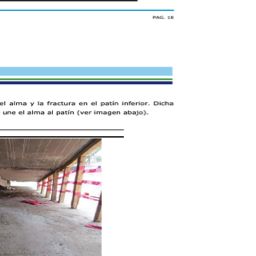 PAG. 18
el alma y la fractura en el patín inferior. Dicha
une el alma al patín (ver imagen abajo).